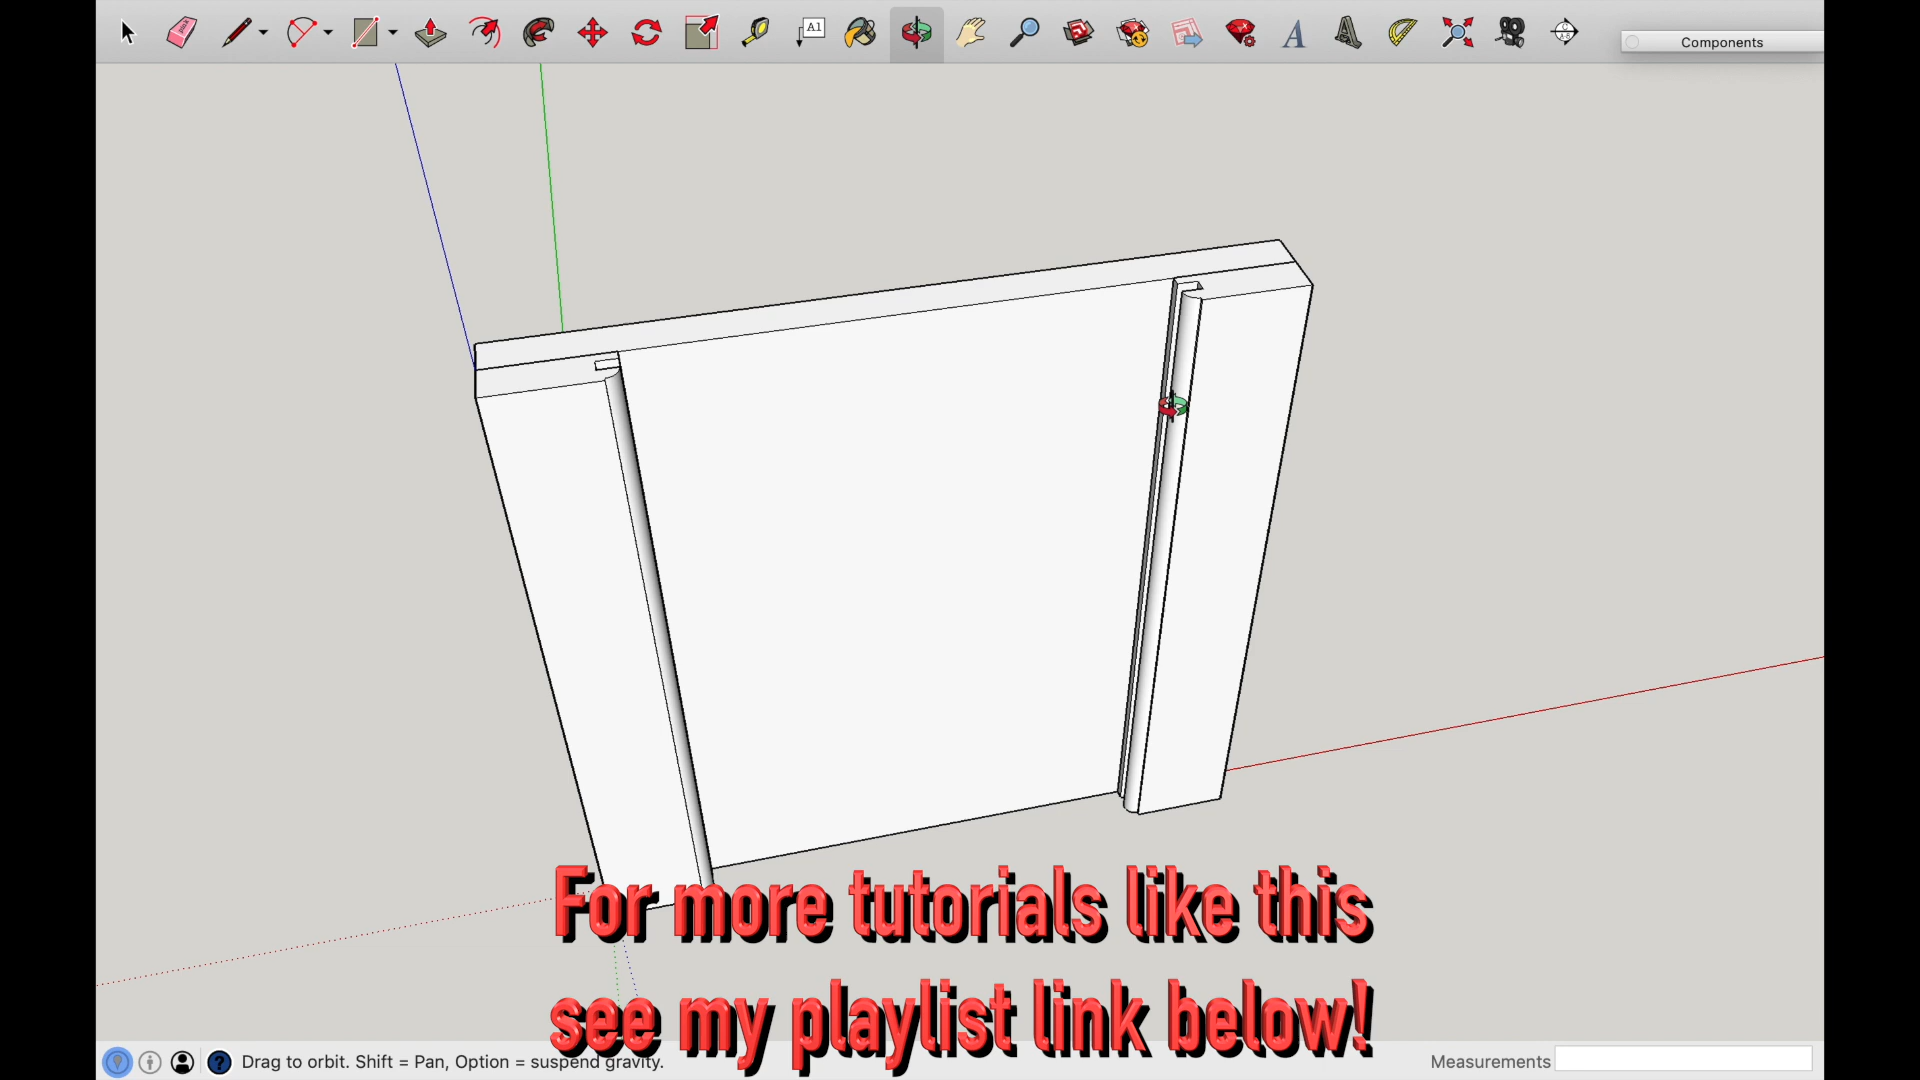 A1
Components
For more tutorials like this
see my playlist link below!
Drag to orbit. Shift = Pan, Option = suspend gravity.
Measurements